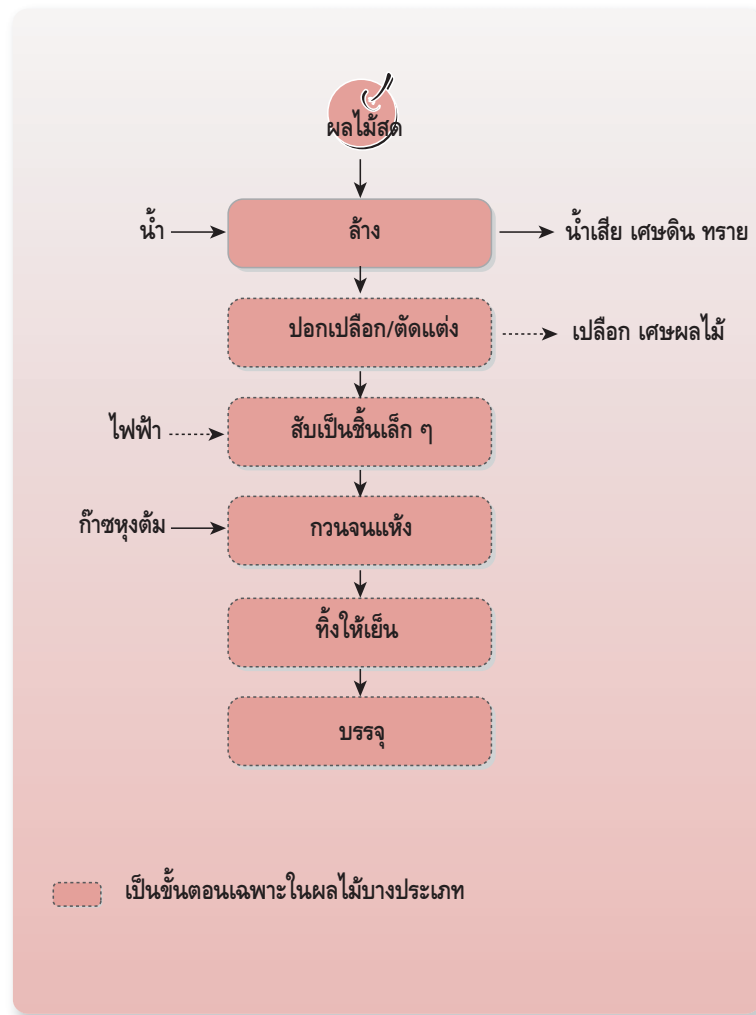 ผลไม้สด
น้ำ
ล้าง
น้ำเสีย เศษดิน ทราย
ปอกเปลือก/ตัดแต่ง
เปลือก เศษผลไม้
ไฟฟ้า
สับเป็นชิ้นเล็ก ๆ
ก๊าซหุงต้ม
กวนจนแห้ง
ทิ้งให้เย็น
บรรจุ
เป็นขั้นตอนเฉพาะในผลไม้บางประเภท